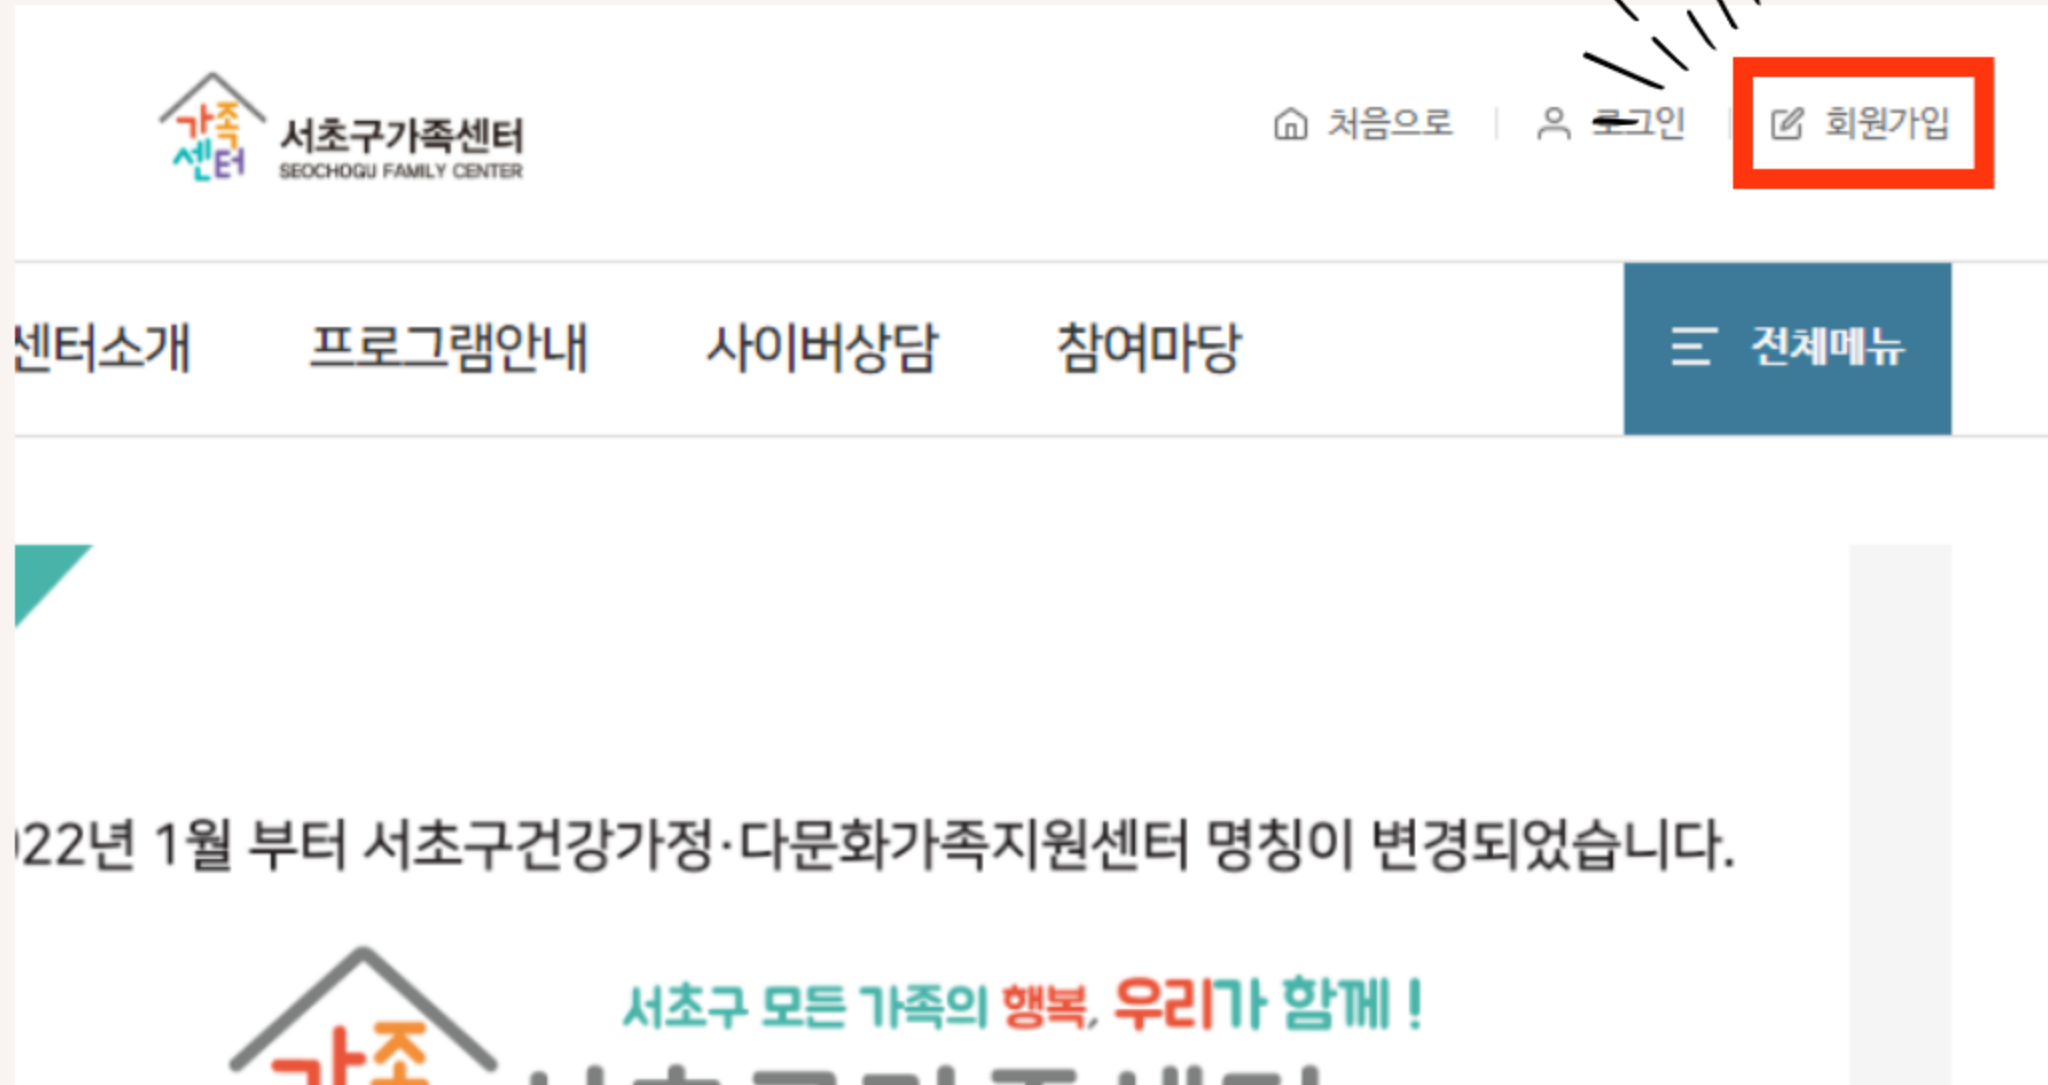 가족
센터
서초구가족센터
SEOCHOGU FAMILY CENTER
처음으로
로그인
회원가입
센터소개
프로그램안내
사이버상담
참여마당
전체메뉴
022년 1월 부터 서초구건강가정·다문화가족지원센터 명칭이 변경되었습니다.
서초구 모든 가족의 행복, 우리가 함께 !